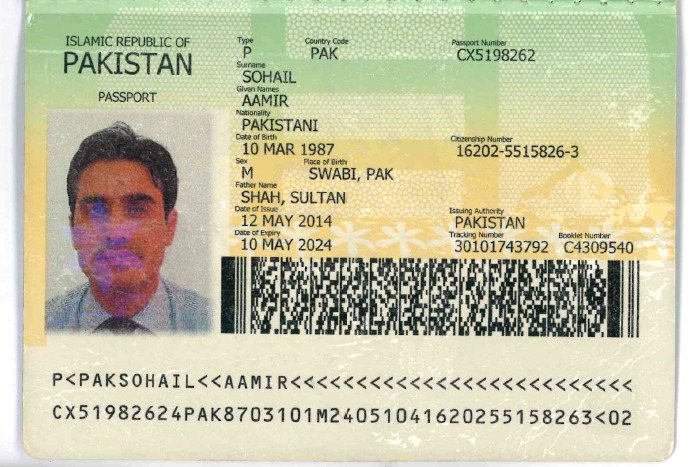 ISLAMIC REPUBLIC OF
PAKISTAN
PASSPORT
Type Country Code Passport Number
P PAK CX5198262
Surname
SOHAIL
Given Names
AAMIR
Nationality
PAKISTANI
Date of Birth Citizenship Number
10 MAR 1987 16202-5515826-3
Sex Place of Birth
M SWABI, PAK
Father Name
SHAH, SULTAN
Date of Issue Issuing Authority
12 MAY 2014 PAKISTAN
Date of Expiry Tracking Number Booklet Number
10 MAY 2024 30101743792 C4309540
P<PAKSOHAIL<<AAMIR<<<<<<<<<<<<<<<<<<<<<<<<<<
CX51982624PAK8703101M24051041620255158263<02